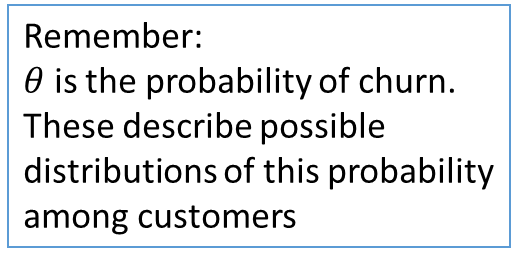 Remember:
θ is the probability of churn.
These describe possible
distributions of this probability
among customers